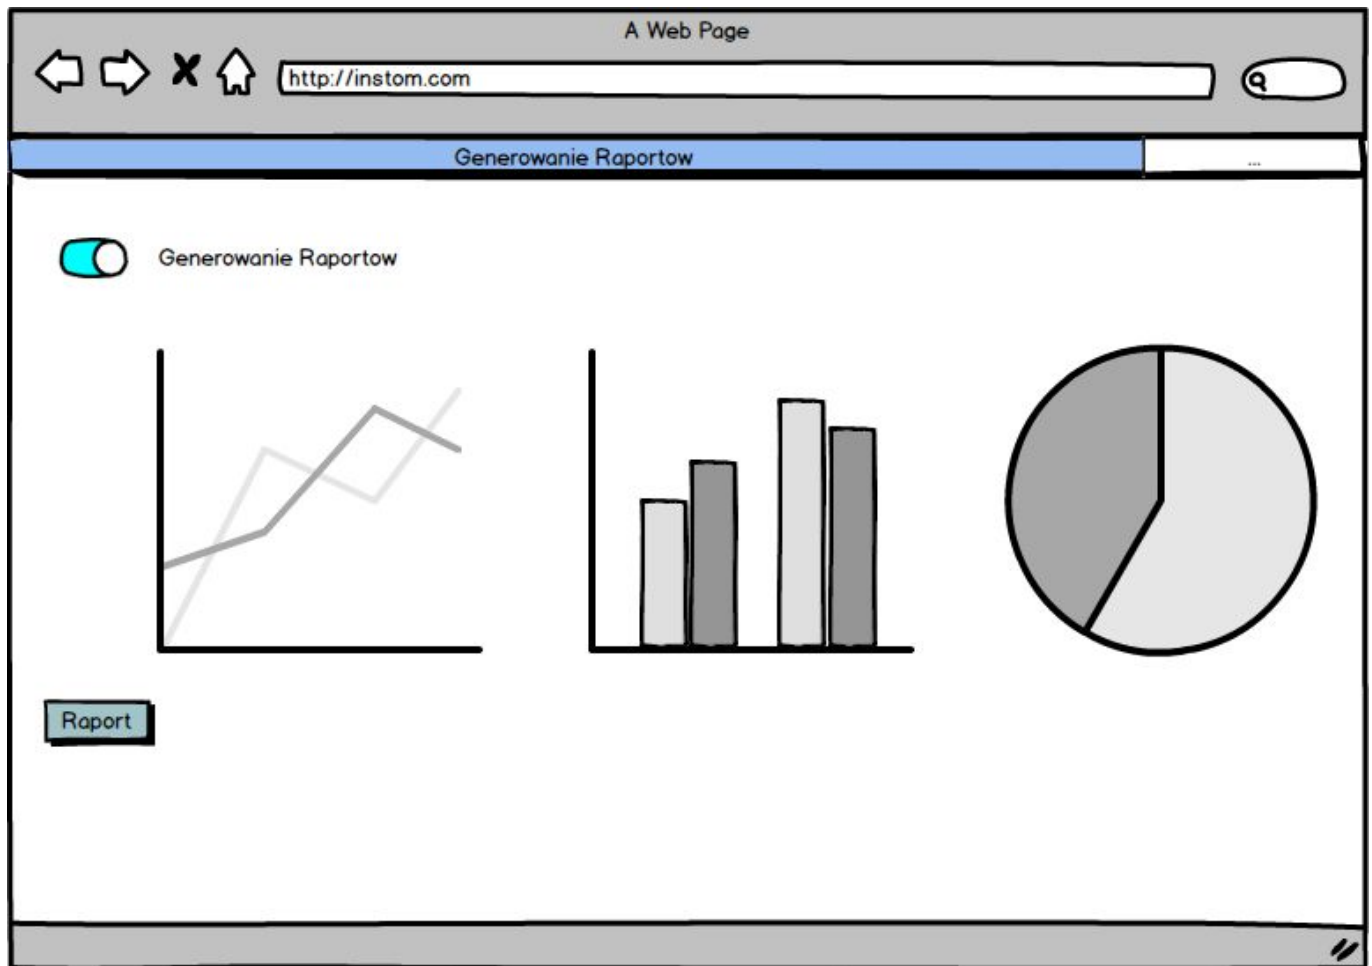 A Web Page
http://instom.com
Generowanie Raportow
...
Generowanie Raportow
Raport